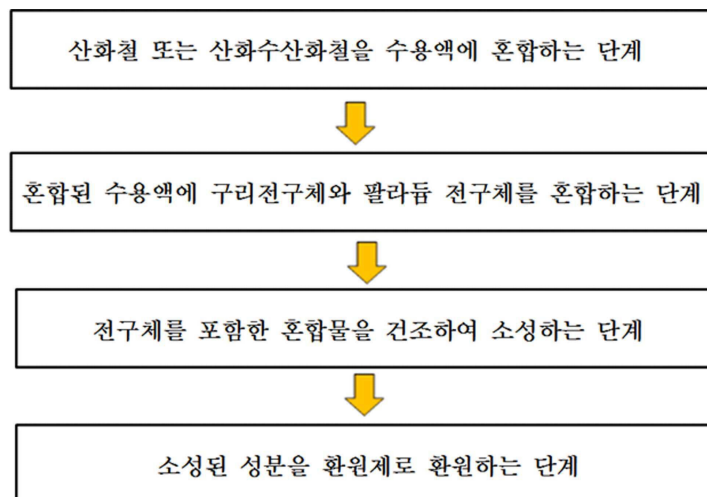 산화철 또는 산화수산화철을 수용액에 혼합하는 단계
혼합된 수용액에 구리전구체와 팔라듐 전구체를 혼합하는 단계
전구체를 포함한 혼합물을 건조하여 소성하는 단계
소성된 성분을 환원제로 환원하는 단계